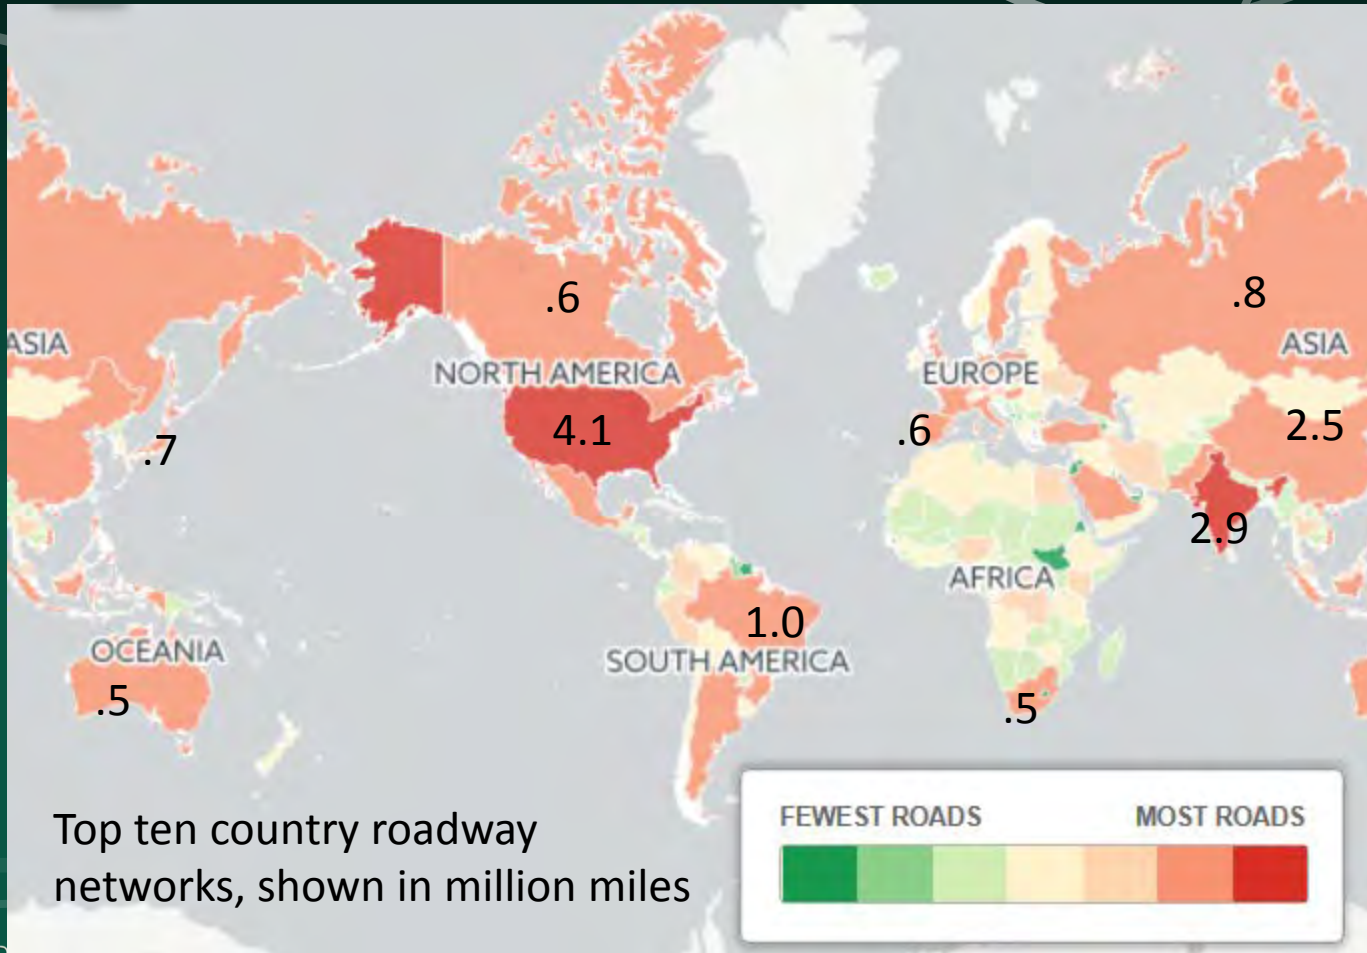 .6
.8
ASIA
ASIA
NORTH AMERICA
EUROPE
4.1
.6
2.5
.7
2.9
AFRICA
1.0
OCEANIA
SOUTH AMERICA
.5
.5
Top ten country roadway
networks, shown in million miles
FEWEST ROADS
MOST ROADS